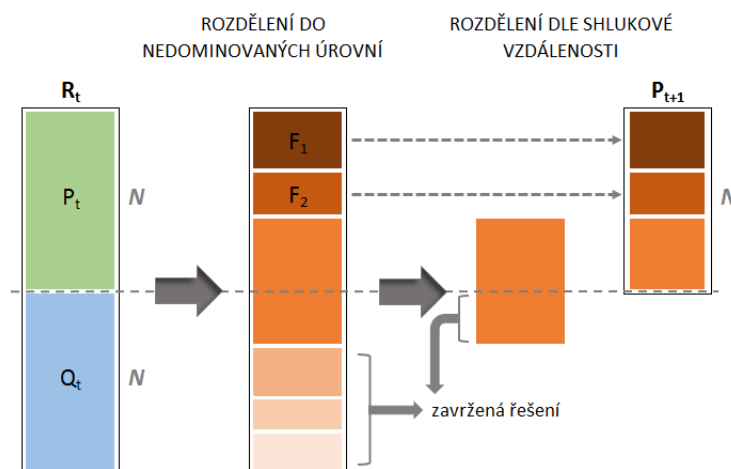 ROZDĚLENÍ DO
NEDOMINOVANÝCH ÚROVNÍ
ROZDĚLENÍ DLE SHLUKOVÉ
VZDÁLENOSTI
Rt
Pt+1
F1
Pt
N
F2
N
Qt
N
zavržená řešení